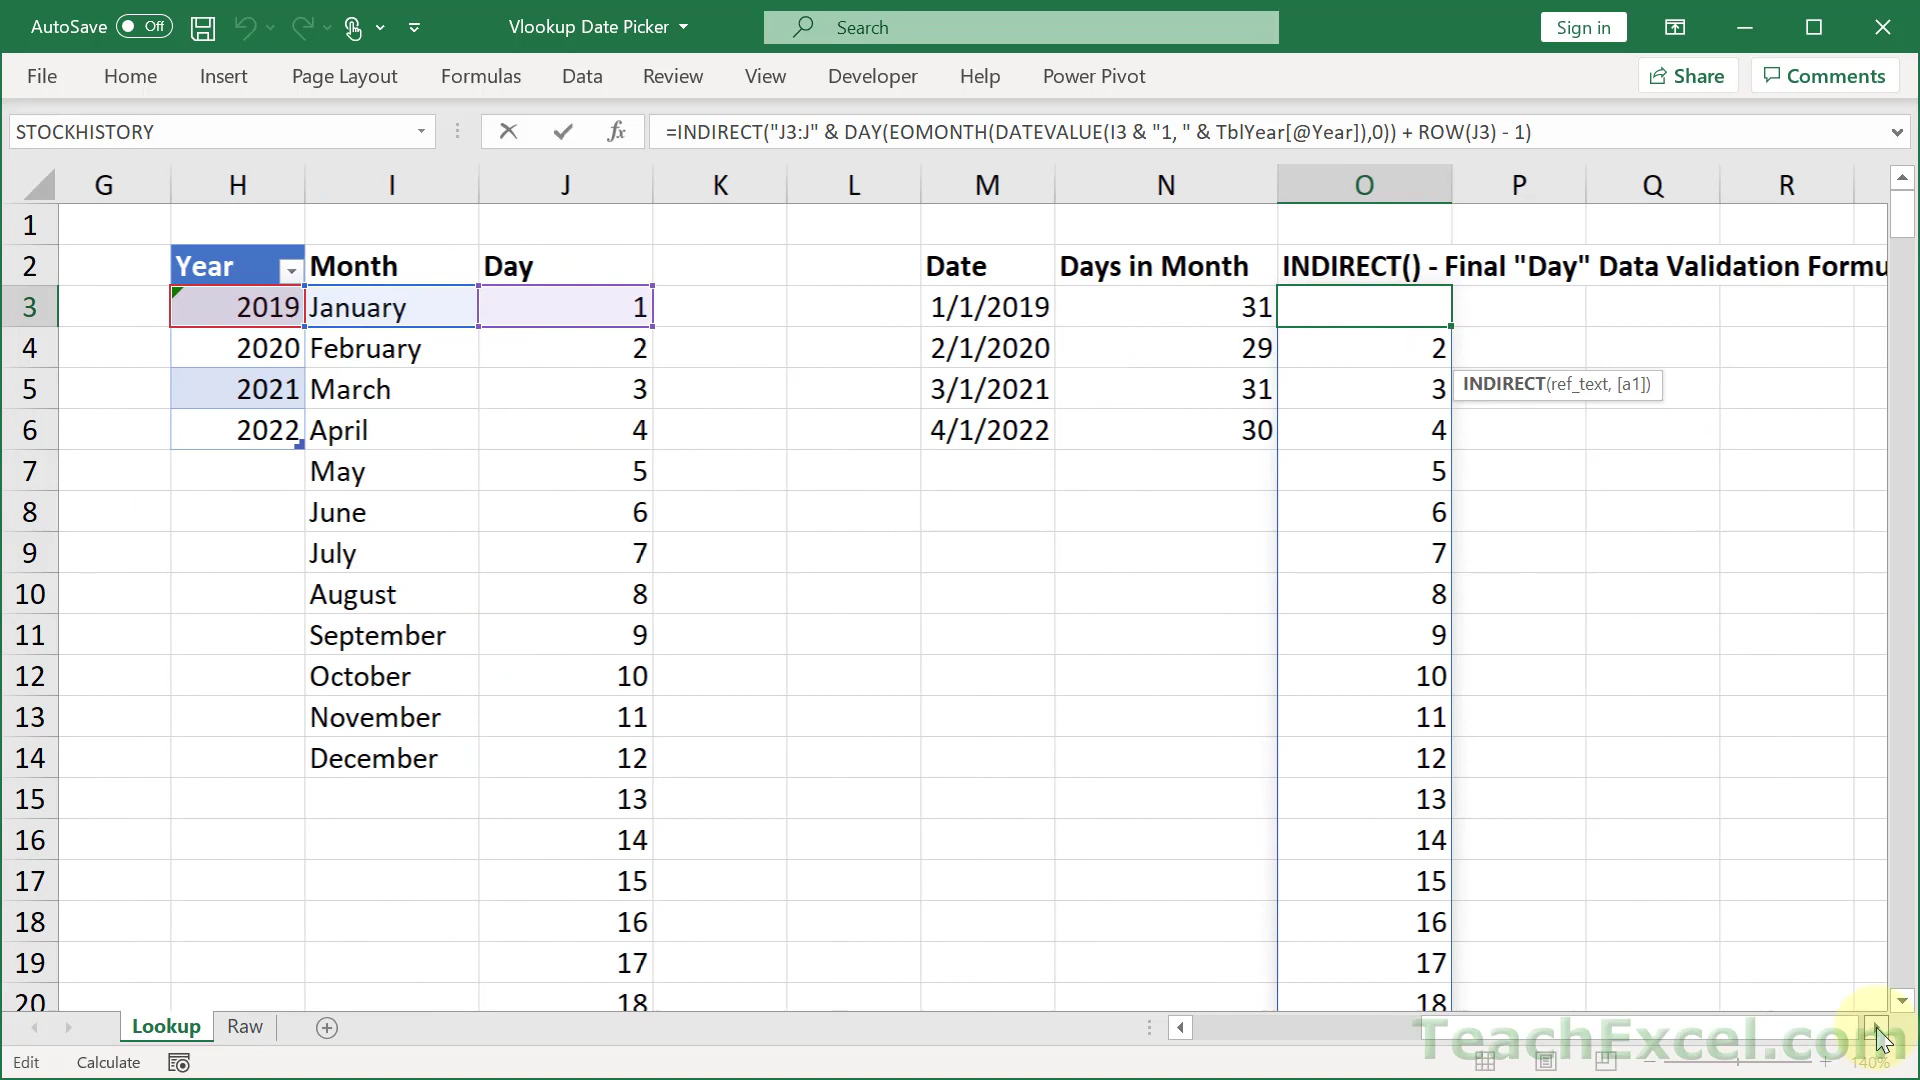 AutoSave Off Vlookup Date Picker Search Sign in
File Home Insert Page Layout Formulas Data Review View Developer Help Power Pivot Share Comments
STOCKHISTORY fx =INDIRECT("J3:J" & DAY(EOMONTH(DATEVALUE(I3 & "1, " & TblYear[@Year]),0)) + ROW(J3) - 1)
G H I J K L M N O P Q R
1
2 Year Month Day Date Days in Month INDIRECT() - Final "Day" Data Validation Formu
3 2019 January 1 1/1/2019 31
4 2020 February 2 2/1/2020 29 2
5 2021 March 3 3/1/2021 31 3 INDIRECT(ref_text, [a1])
6 2022 April 4 4/1/2022 30 4
7 May 5 5
8 June 6 6
9 July 7 7
10 August 8 8
11 September 9 9
12 October 10 10
13 November 11 11
14 December 12 12
15 13 13
16 14 14
17 15 15
18 16 16
19 17 17
20 18 18
Lookup Raw
TeachExcel.com
Edit Calculate 140%